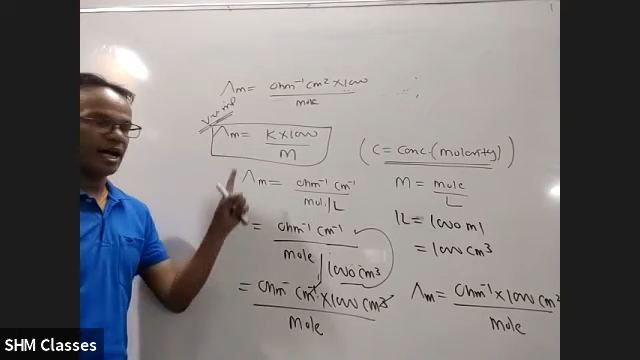 Λm = ohm⁻¹ cm² × 1000 / mole
V.v. imp
Λm = K × 1000 / M
(C = Conc. (molarity))
Λm = ohm⁻¹ cm⁻¹ / mol/L
M = mole / L
= ohm⁻¹ cm⁻¹ / mole / 1000 cm³
1L = 1000 ml
= 1000 cm³
= ohm⁻ cm⁻¹ × 1000 cm³ / mole
Λm = ohm⁻¹ × 1000 cm² / mole
SHM Classes